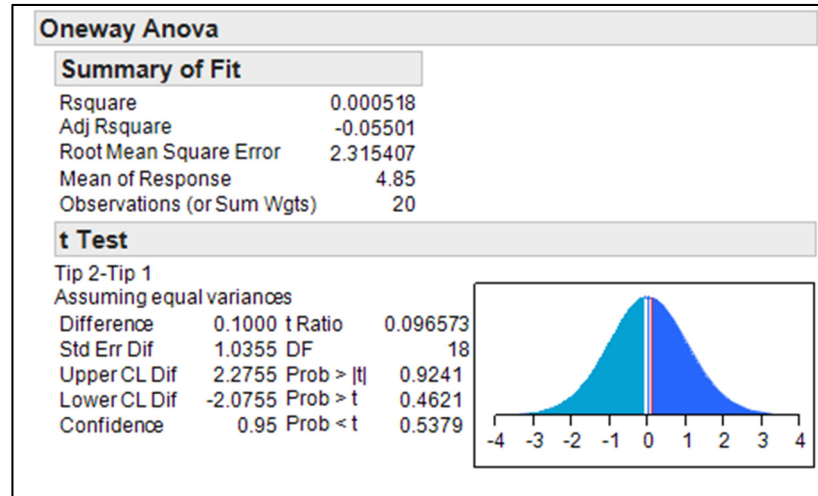 Oneway Anova
Summary of Fit
Rsquare 0.000518
Adj Rsquare -0.05501
Root Mean Square Error 2.315407
Mean of Response 4.85
Observations (or Sum Wgts) 20
t Test
Tip 2-Tip 1
Assuming equal variances
Difference 0.1000 t Ratio 0.096573
Std Err Dif 1.0355 DF 18
Upper CL Dif 2.2755 Prob > |t| 0.9241
Lower CL Dif -2.0755 Prob > t 0.4621
Confidence 0.95 Prob < t 0.5379
-4 -3 -2 -1 0 1 2 3 4